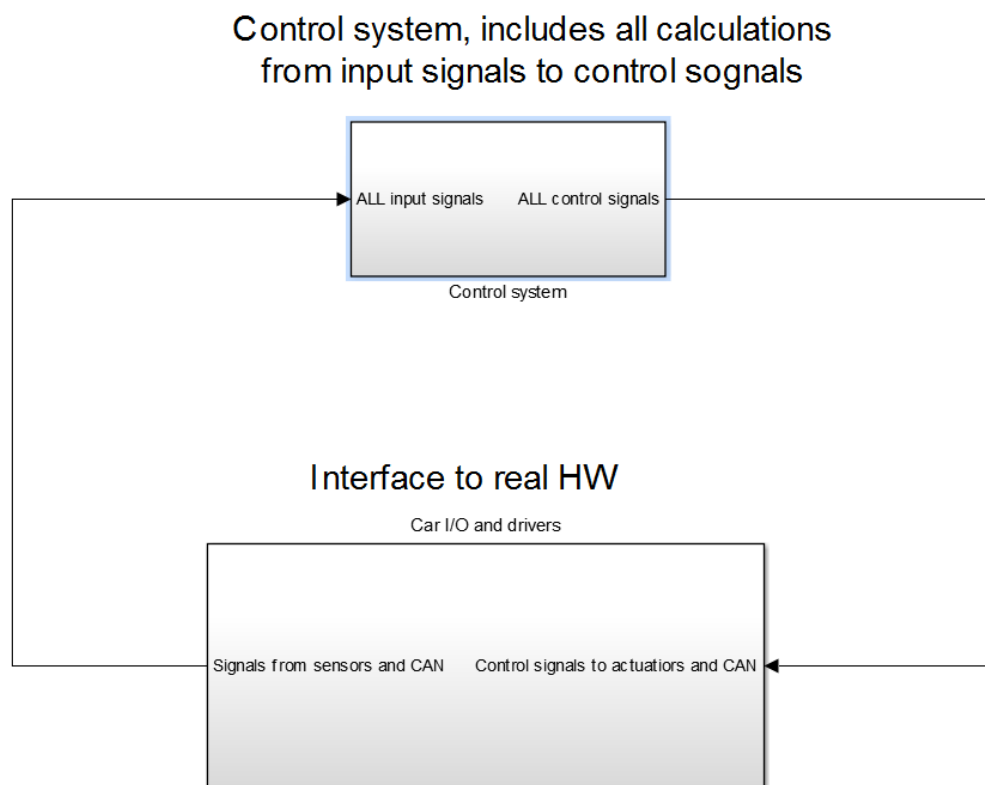 Control system, includes all calculations
from input signals to control sognals
ALL input signals
ALL control signals
Control system
Interface to real HW
Car I/O and drivers
Signals from sensors and CAN
Control signals to actuatiors and CAN